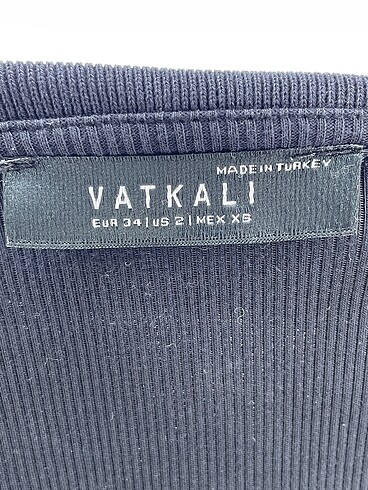 MADE IN TURKEY
VATKALI
EUR 34 | US 2 | MEX XS